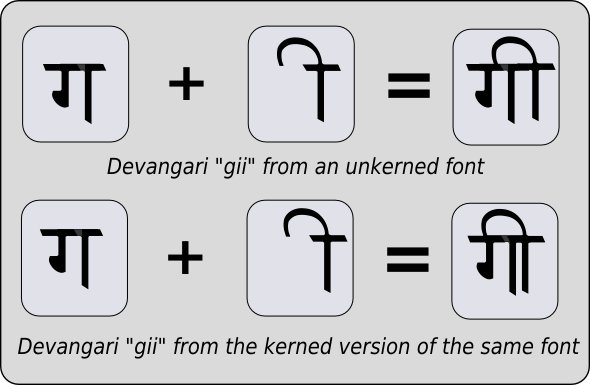 ग + ी = गी
Devangari "gii" from an unkerned font
ग + ी = गी
Devangari "gii" from the kerned version of the same font